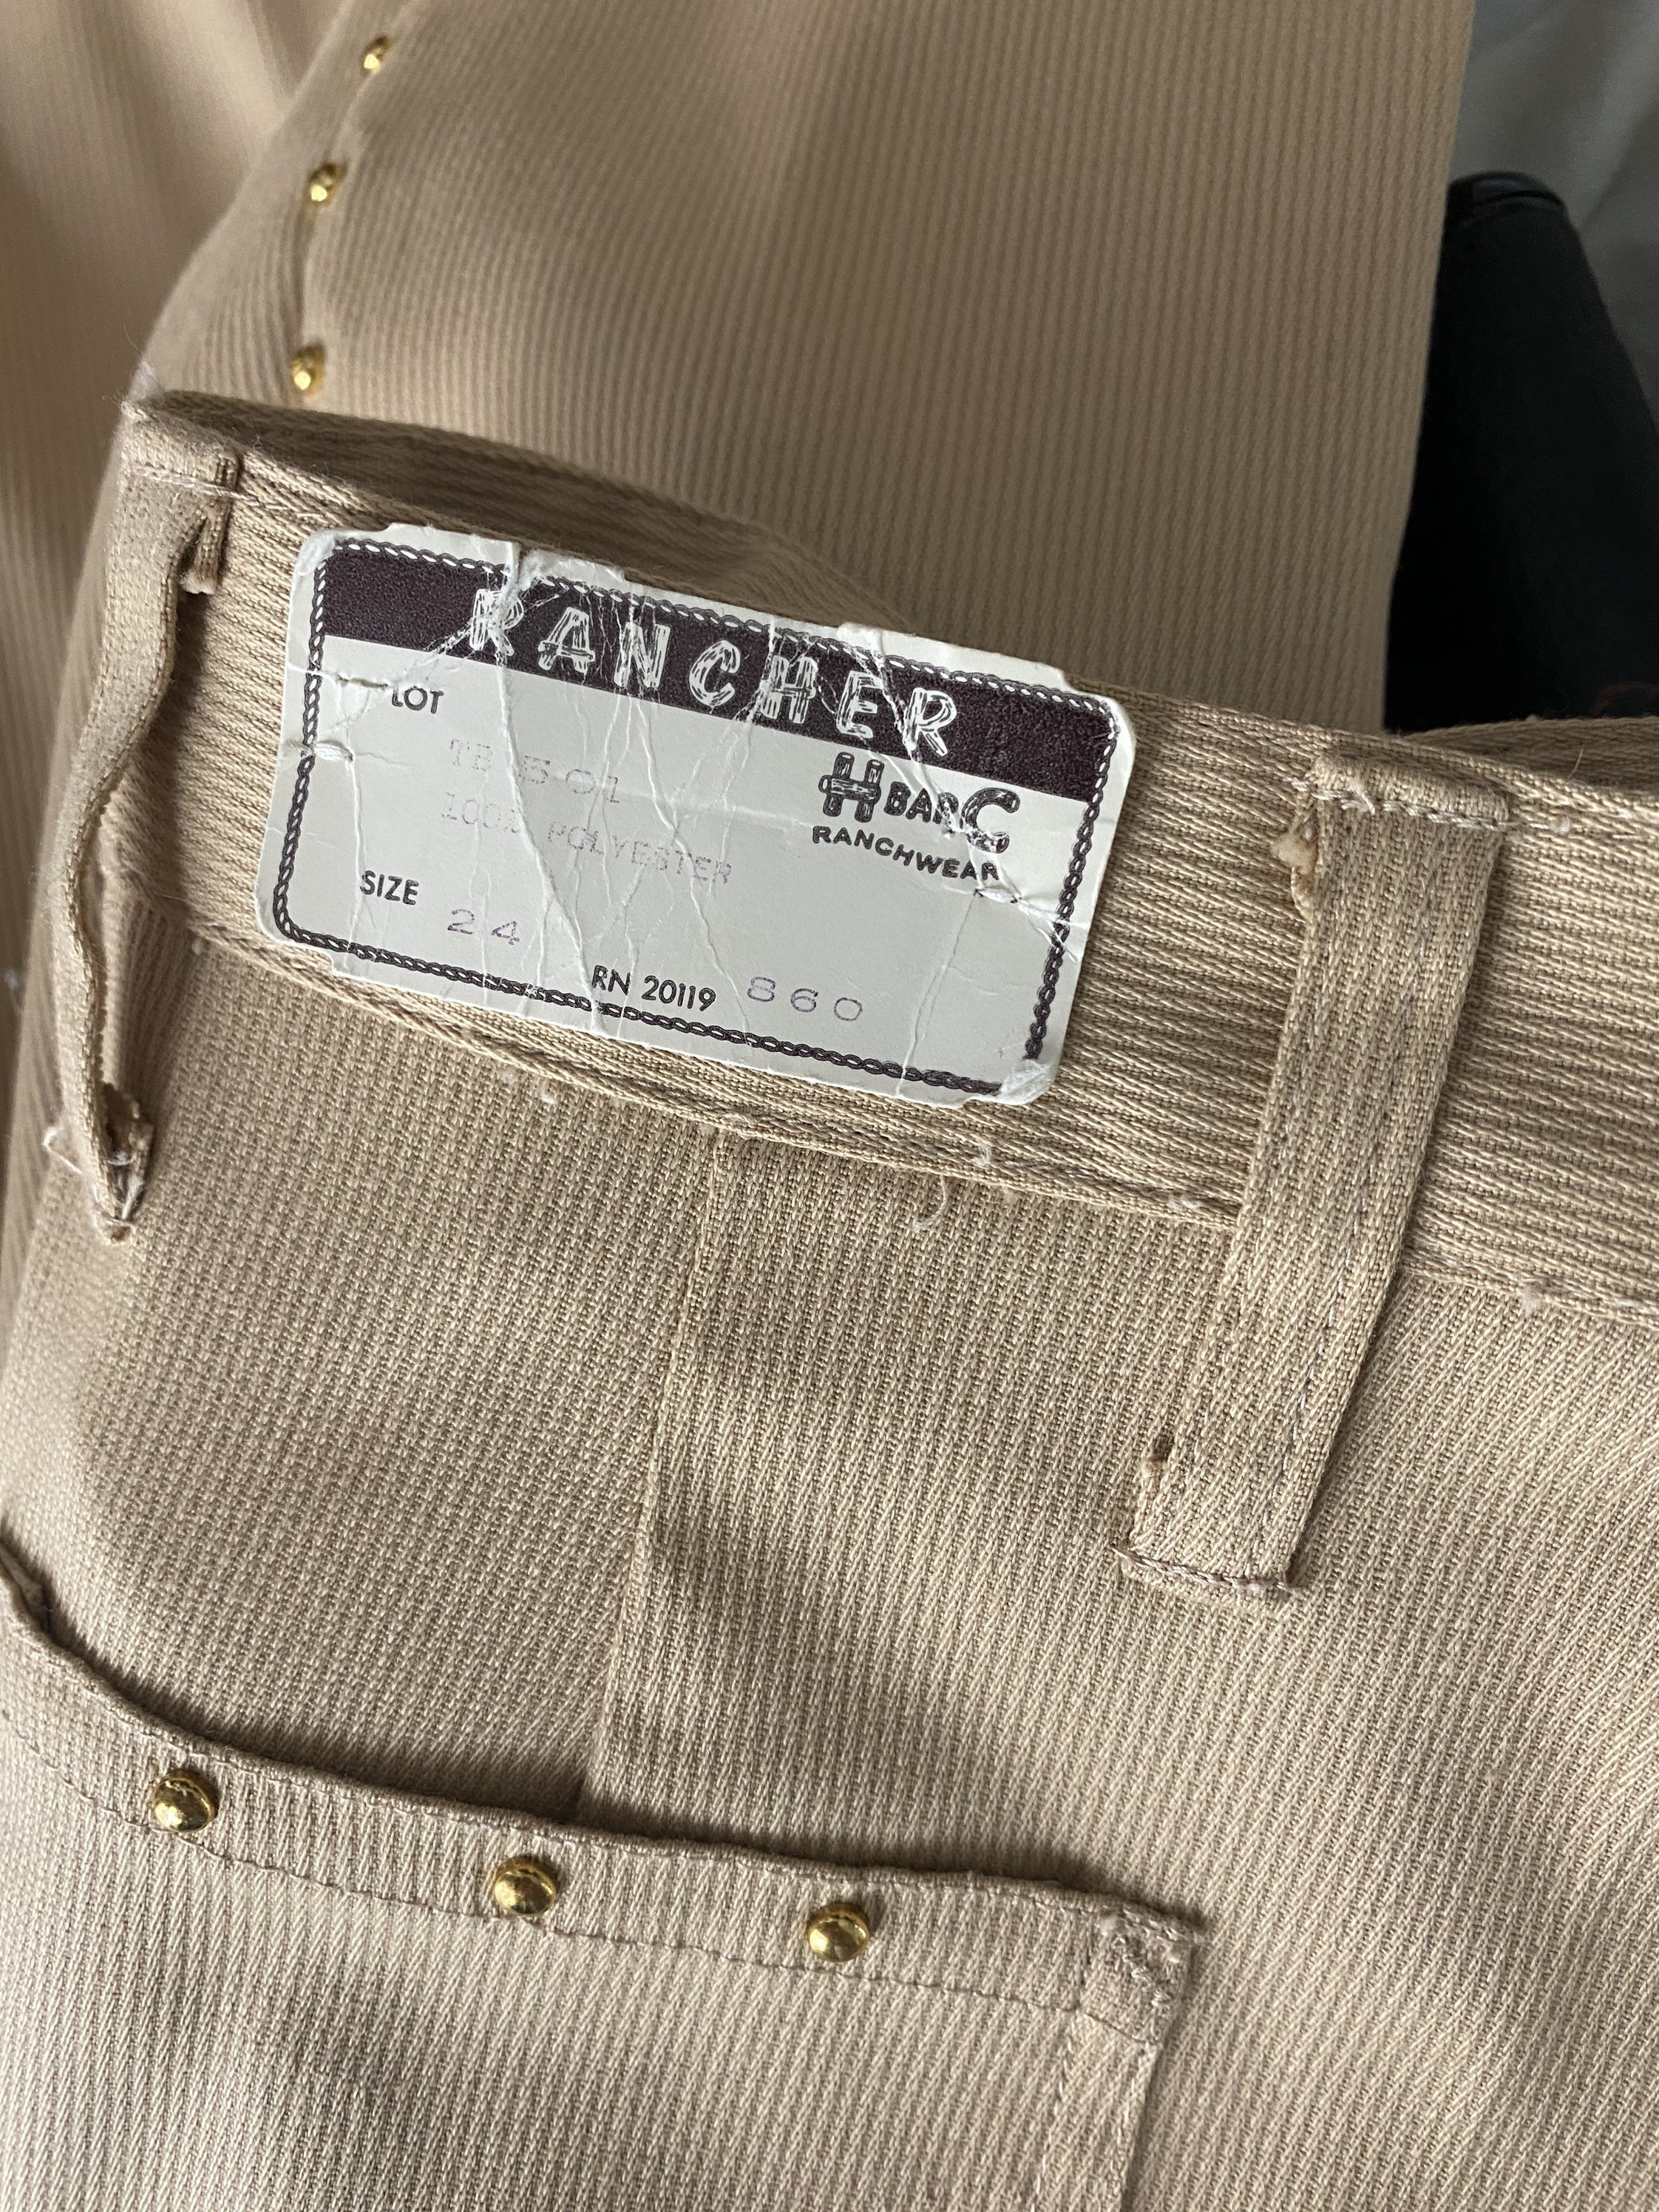 RANCHER
LOT
H BAR C
RANCHWEAR
100% POLYESTER
SIZE
24
RN 20119 860